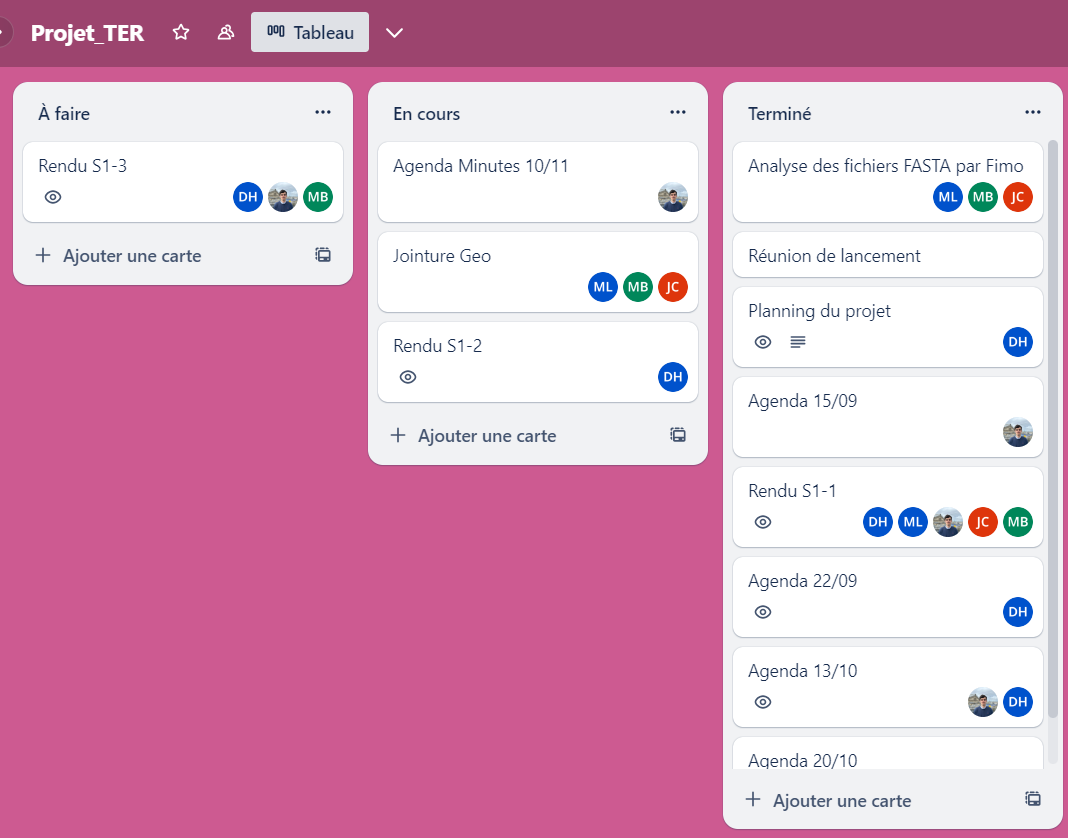 Projet_TER
Tableau
À faire
Rendu S1-3
DH MB
Ajouter une carte
En cours
Agenda Minutes 10/11
Jointure Geo
ML MB JC
Rendu S1-2
DH
Ajouter une carte
Terminé
Analyse des fichiers FASTA par Fimo
ML MB JC
Réunion de lancement
Planning du projet
DH
Agenda 15/09
Rendu S1-1
DH ML JC MB
Agenda 22/09
DH
Agenda 13/10
DH
Agenda 20/10
Ajouter une carte